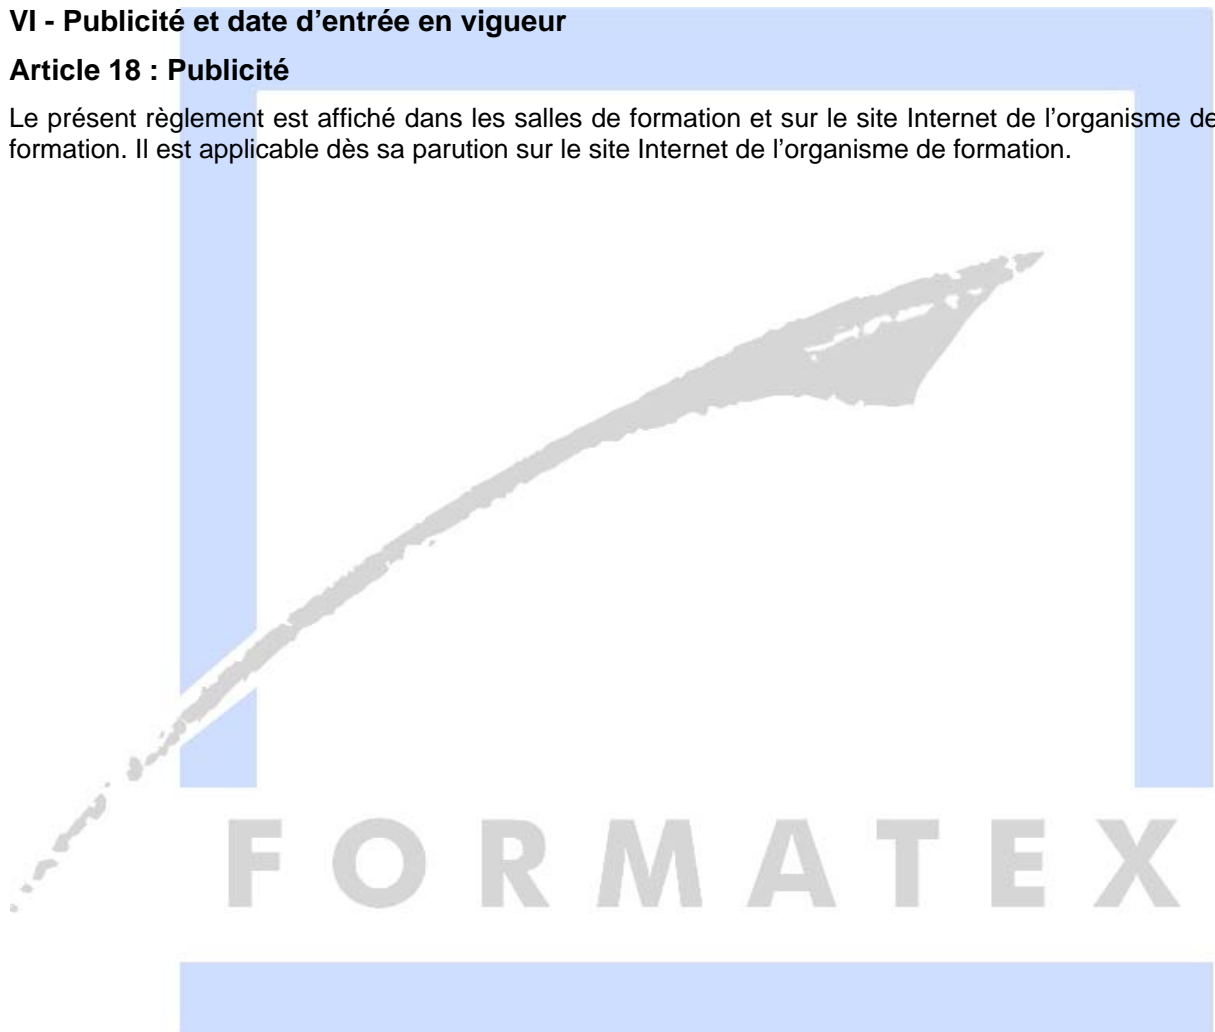 VI - Publicité et date d’entrée en vigueur
Article 18 : Publicité
Le présent règlement est affiché dans les salles de formation et sur le site Internet de l’organisme de
formation. Il est applicable dès sa parution sur le site Internet de l’organisme de formation.
FORMATEX